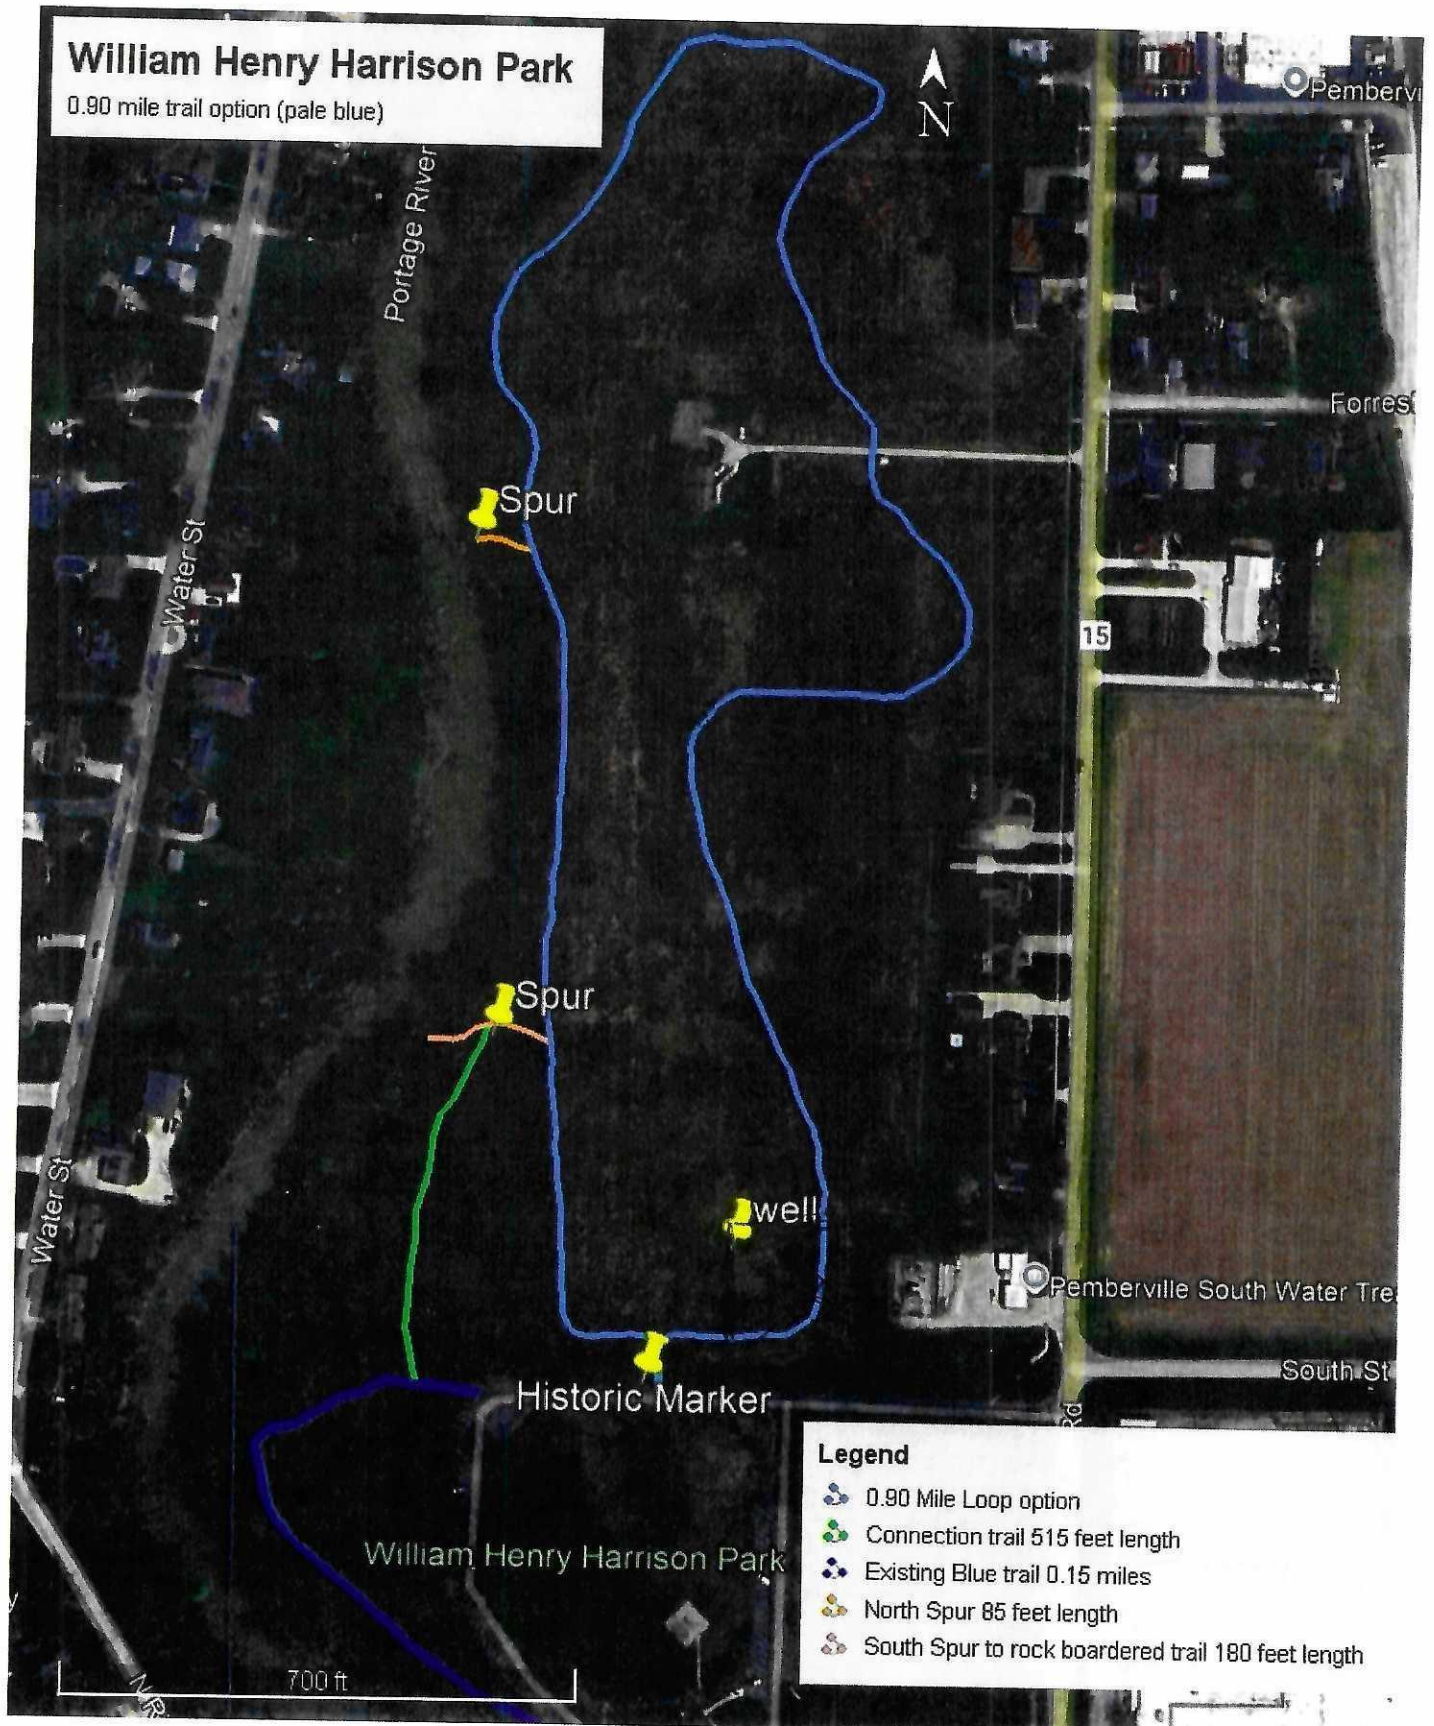 William Henry Harrison Park
0.90 mile trail option (pale blue)
N
Pembervi
Portage River
Forrest
Spur
Water St
15
Spur
Water St
well
Pemberville South Water Tre
South St
Historic Marker
Rd
William Henry Harrison Park
Legend
0.90 Mile Loop option
Connection trail 515 feet length
Existing Blue trail 0.15 miles
North Spur 85 feet length
South Spur to rock boardered trail 180 feet length
700 ft